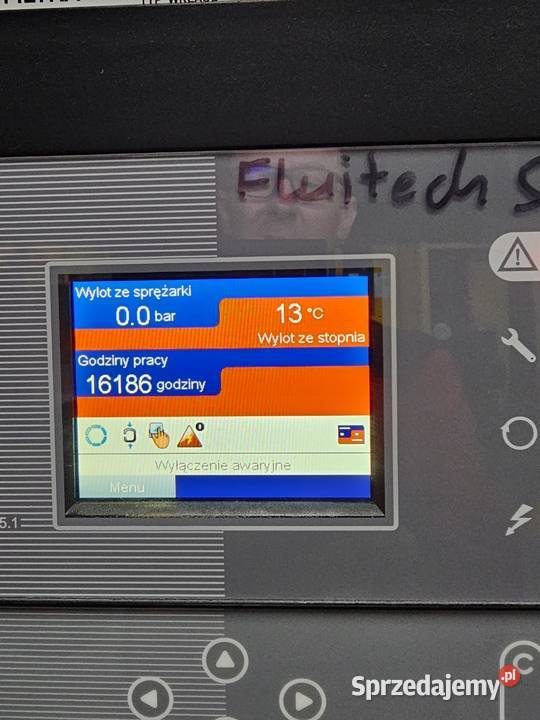 Fluitech S
Wylot ze sprężarki
0.0 bar
13 °C
Wylot ze stopnia
Godziny pracy
16186 godziny
Wyłączenie awaryjne
Menu
5.1
C
Sprzedajemy.pl